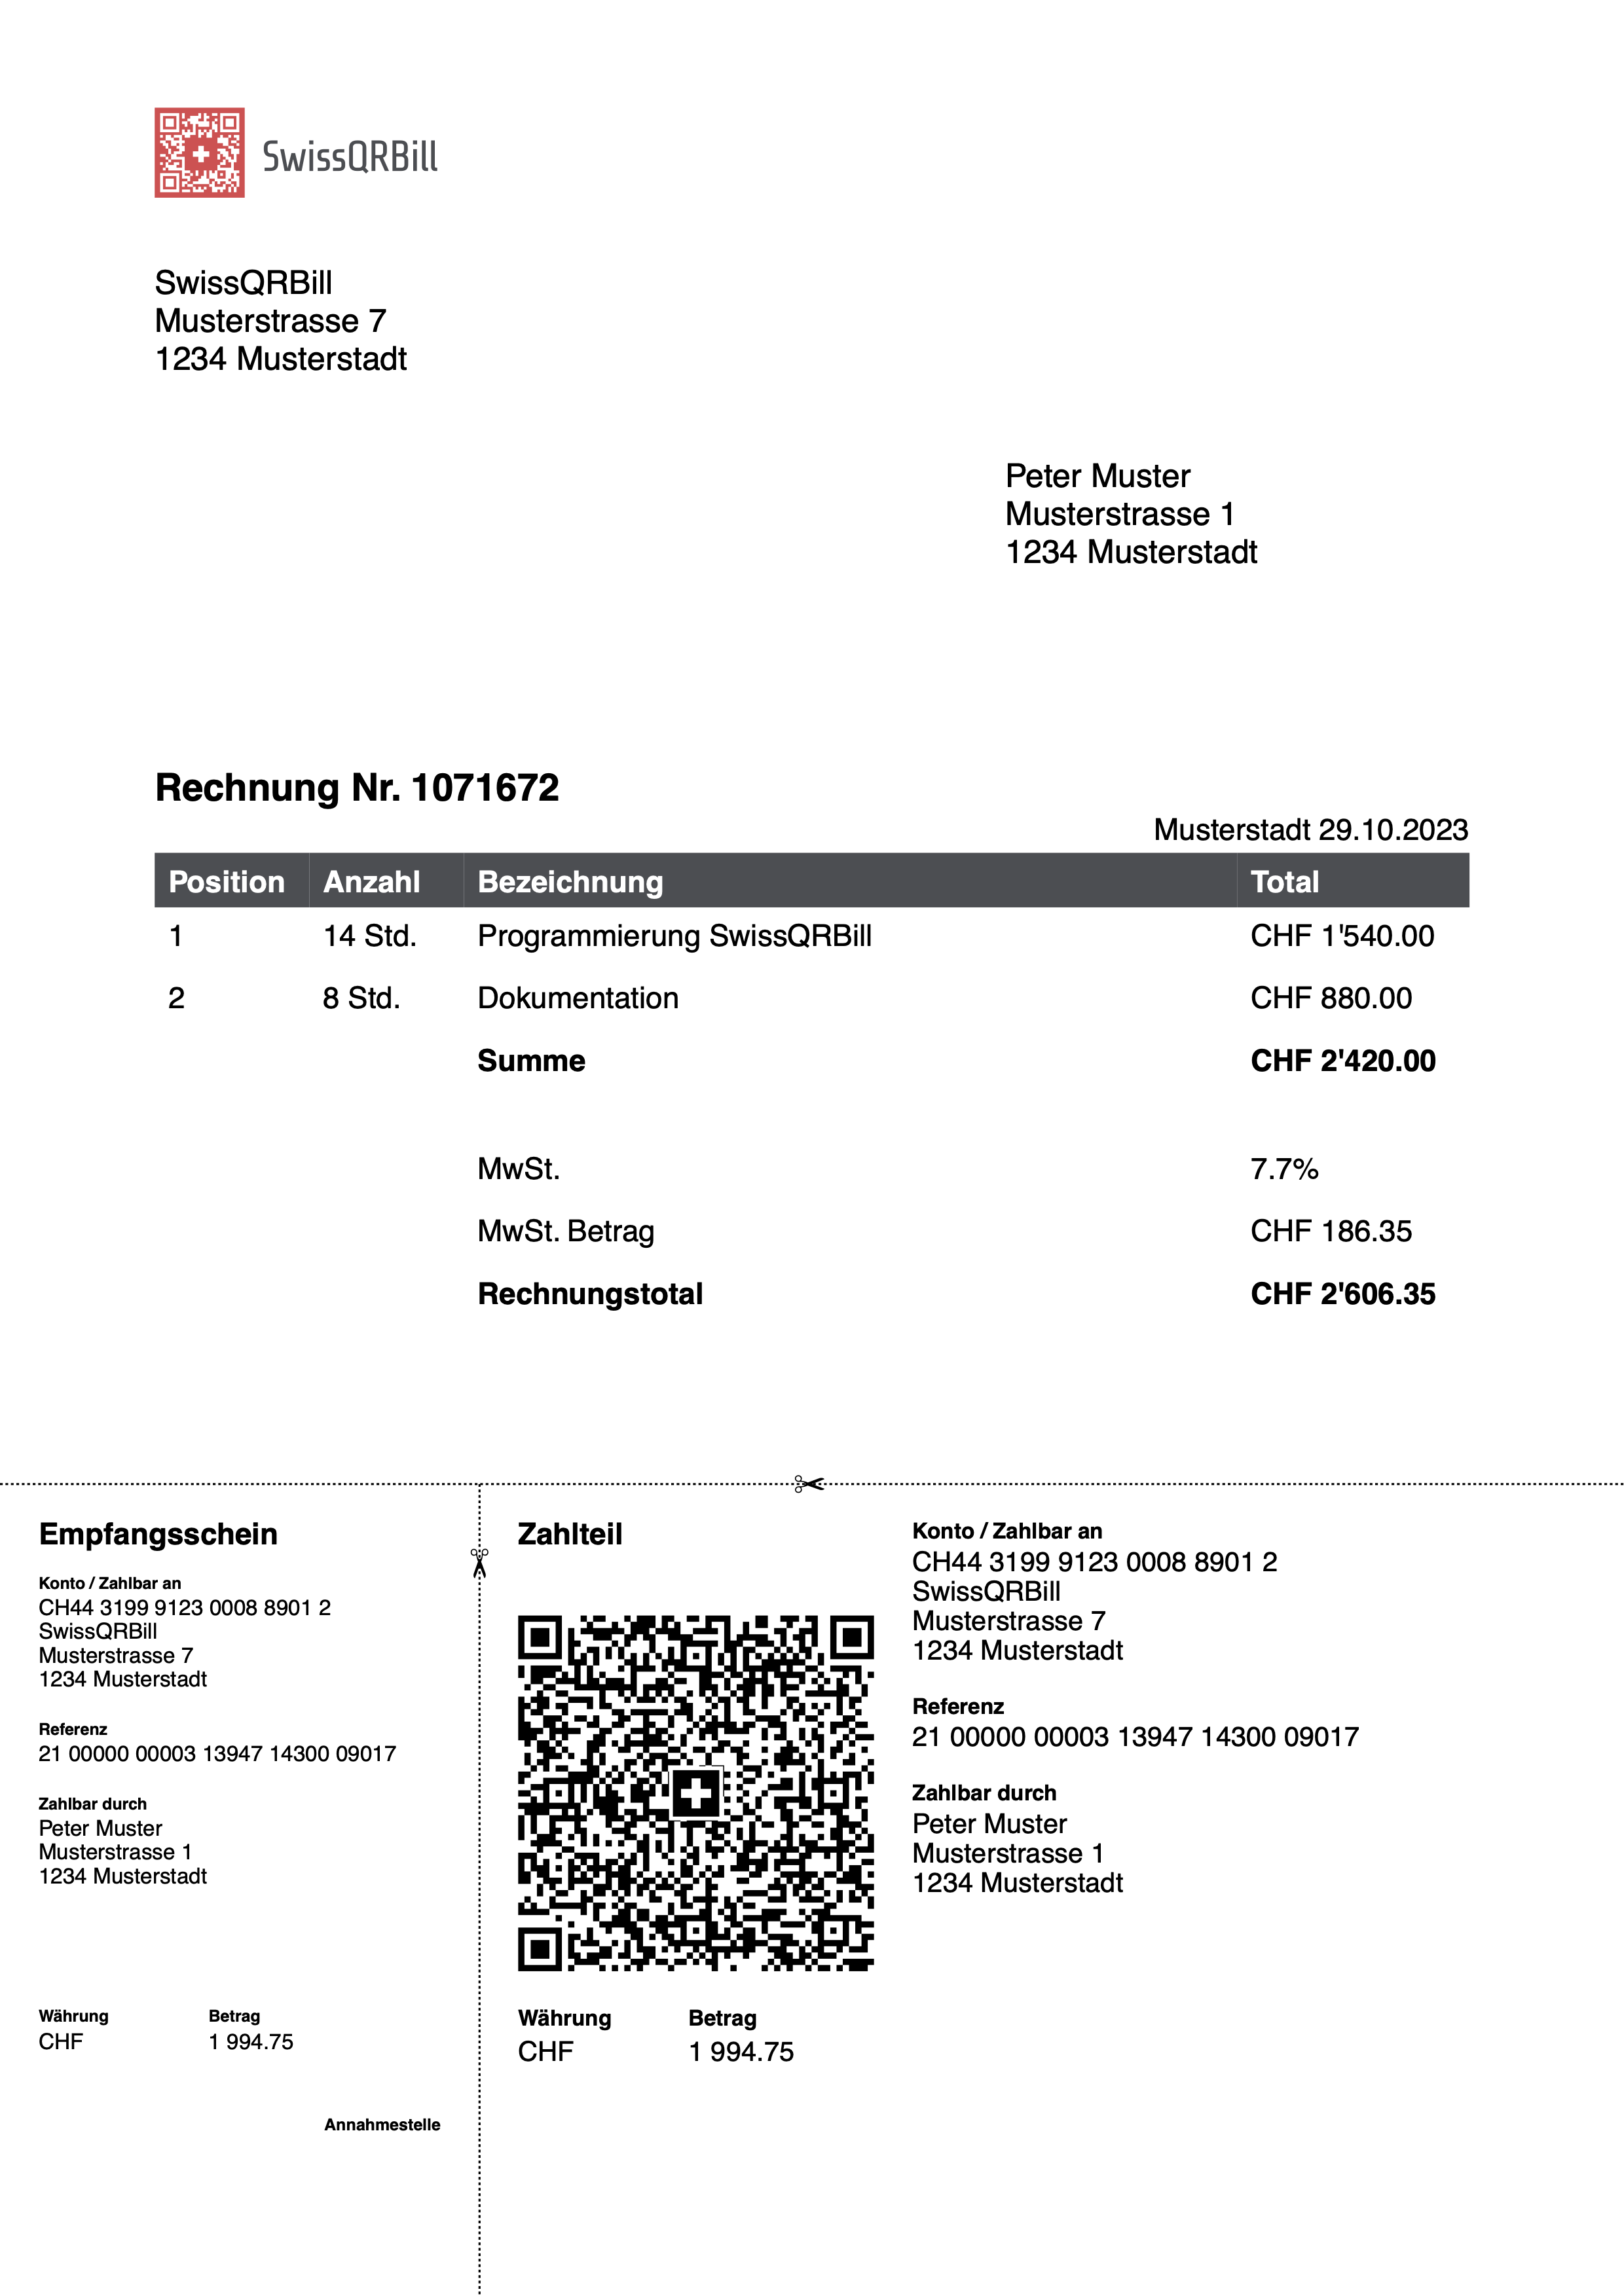 SwissQRBill
SwissQRBill
Musterstrasse 7
1234 Musterstadt
Peter Muster
Musterstrasse 1
1234 Musterstadt
Rechnung Nr. 1071672
Musterstadt 29.10.2023
Position Anzahl Bezeichnung Total
1 14 Std. Programmierung SwissQRBill CHF 1'540.00
2 8 Std. Dokumentation CHF 880.00
Summe CHF 2'420.00
MwSt. 7.7%
MwSt. Betrag CHF 186.35
Rechnungstotal CHF 2'606.35
Empfangsschein
Konto / Zahlbar an
CH44 3199 9123 0008 8901 2
SwissQRBill
Musterstrasse 7
1234 Musterstadt
Referenz
21 00000 00003 13947 14300 09017
Zahlbar durch
Peter Muster
Musterstrasse 1
1234 Musterstadt
Währung Betrag
CHF 1 994.75
Annahmestelle
Zahlteil
Währung Betrag
CHF 1 994.75
Konto / Zahlbar an
CH44 3199 9123 0008 8901 2
SwissQRBill
Musterstrasse 7
1234 Musterstadt
Referenz
21 00000 00003 13947 14300 09017
Zahlbar durch
Peter Muster
Musterstrasse 1
1234 Musterstadt